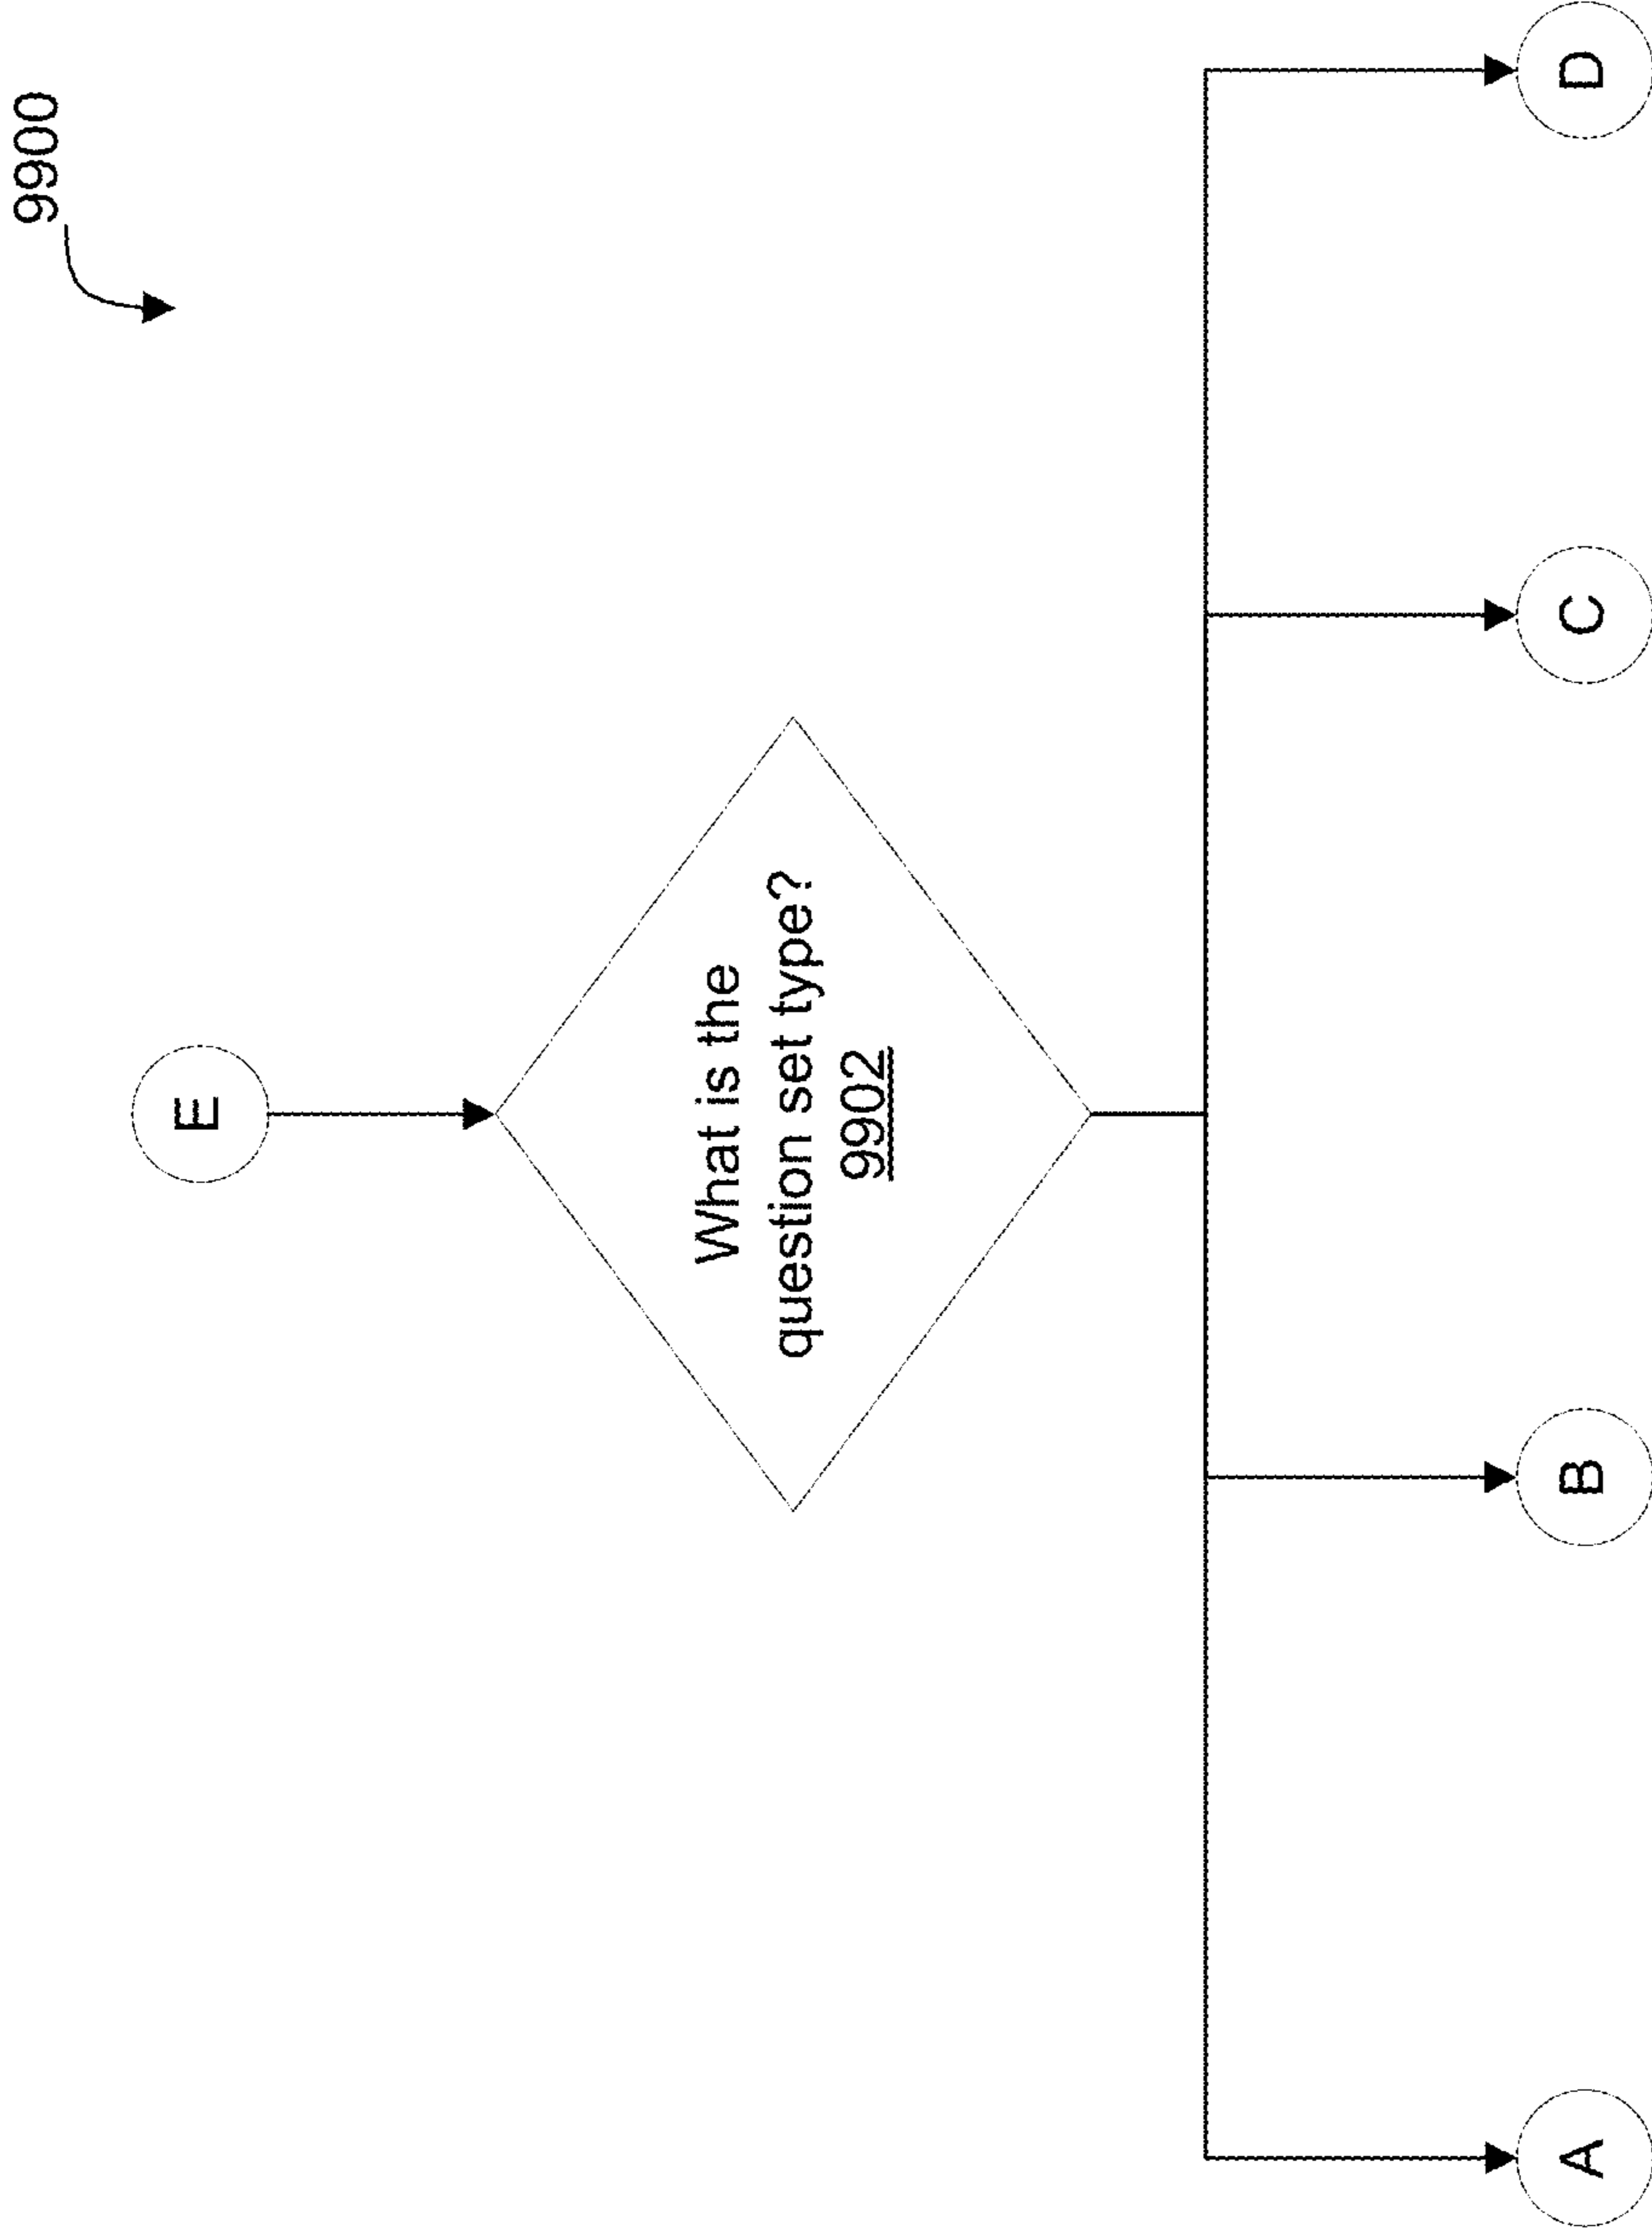 9900
E
What is the
question set type?
9902
A
B
C
D